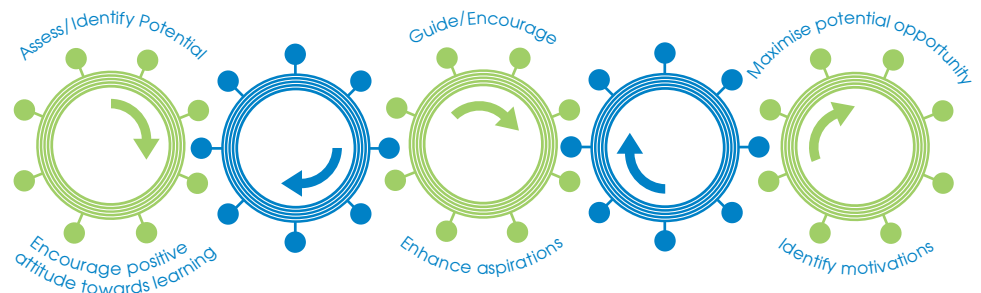 Assess/Identify Potential
Encourage positive
attitude towards learning
Guide/Encourage
Enhance aspirations
Maximise potential opportunity
Identify motivations